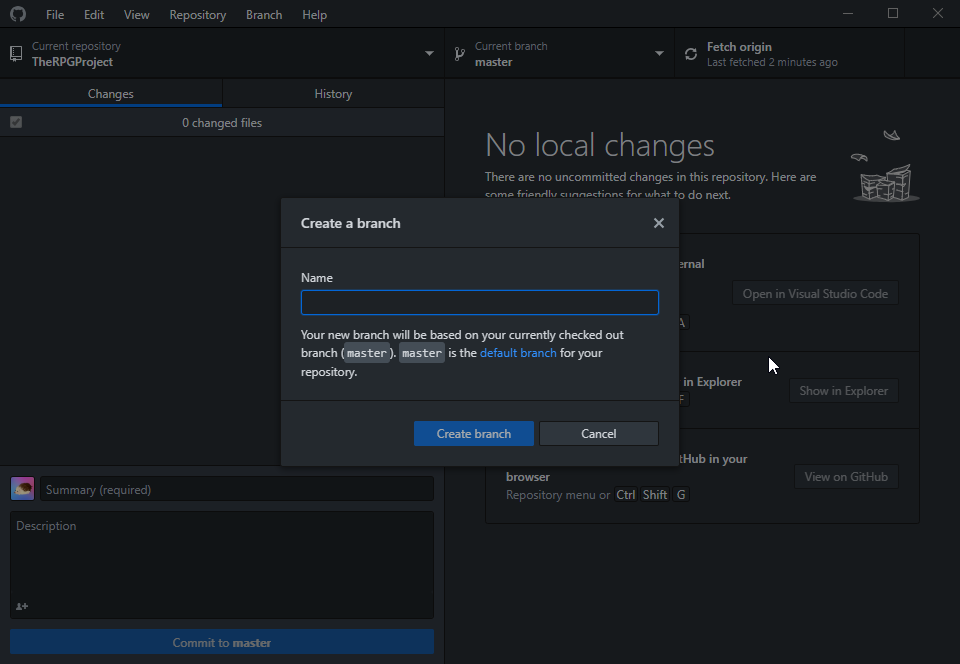 File Edit View Repository Branch Help
Current repository
TheRPGProject
Current branch
master
Fetch origin
Last fetched 2 minutes ago
Changes History
0 changed files
No local changes
There are no uncommitted changes in this repository. Here are
some friendly suggestions for what to do next.
Create a branch
Name
Your new branch will be based on your currently checked out
branch (master). master is the default branch for your
repository.
Create branch Cancel
ernal
Open in Visual Studio Code
A
in Explorer
Show in Explorer
F
tHub in your
browser
View on GitHub
Repository menu or Ctrl Shift G
Summary (required)
Description
Commit to master